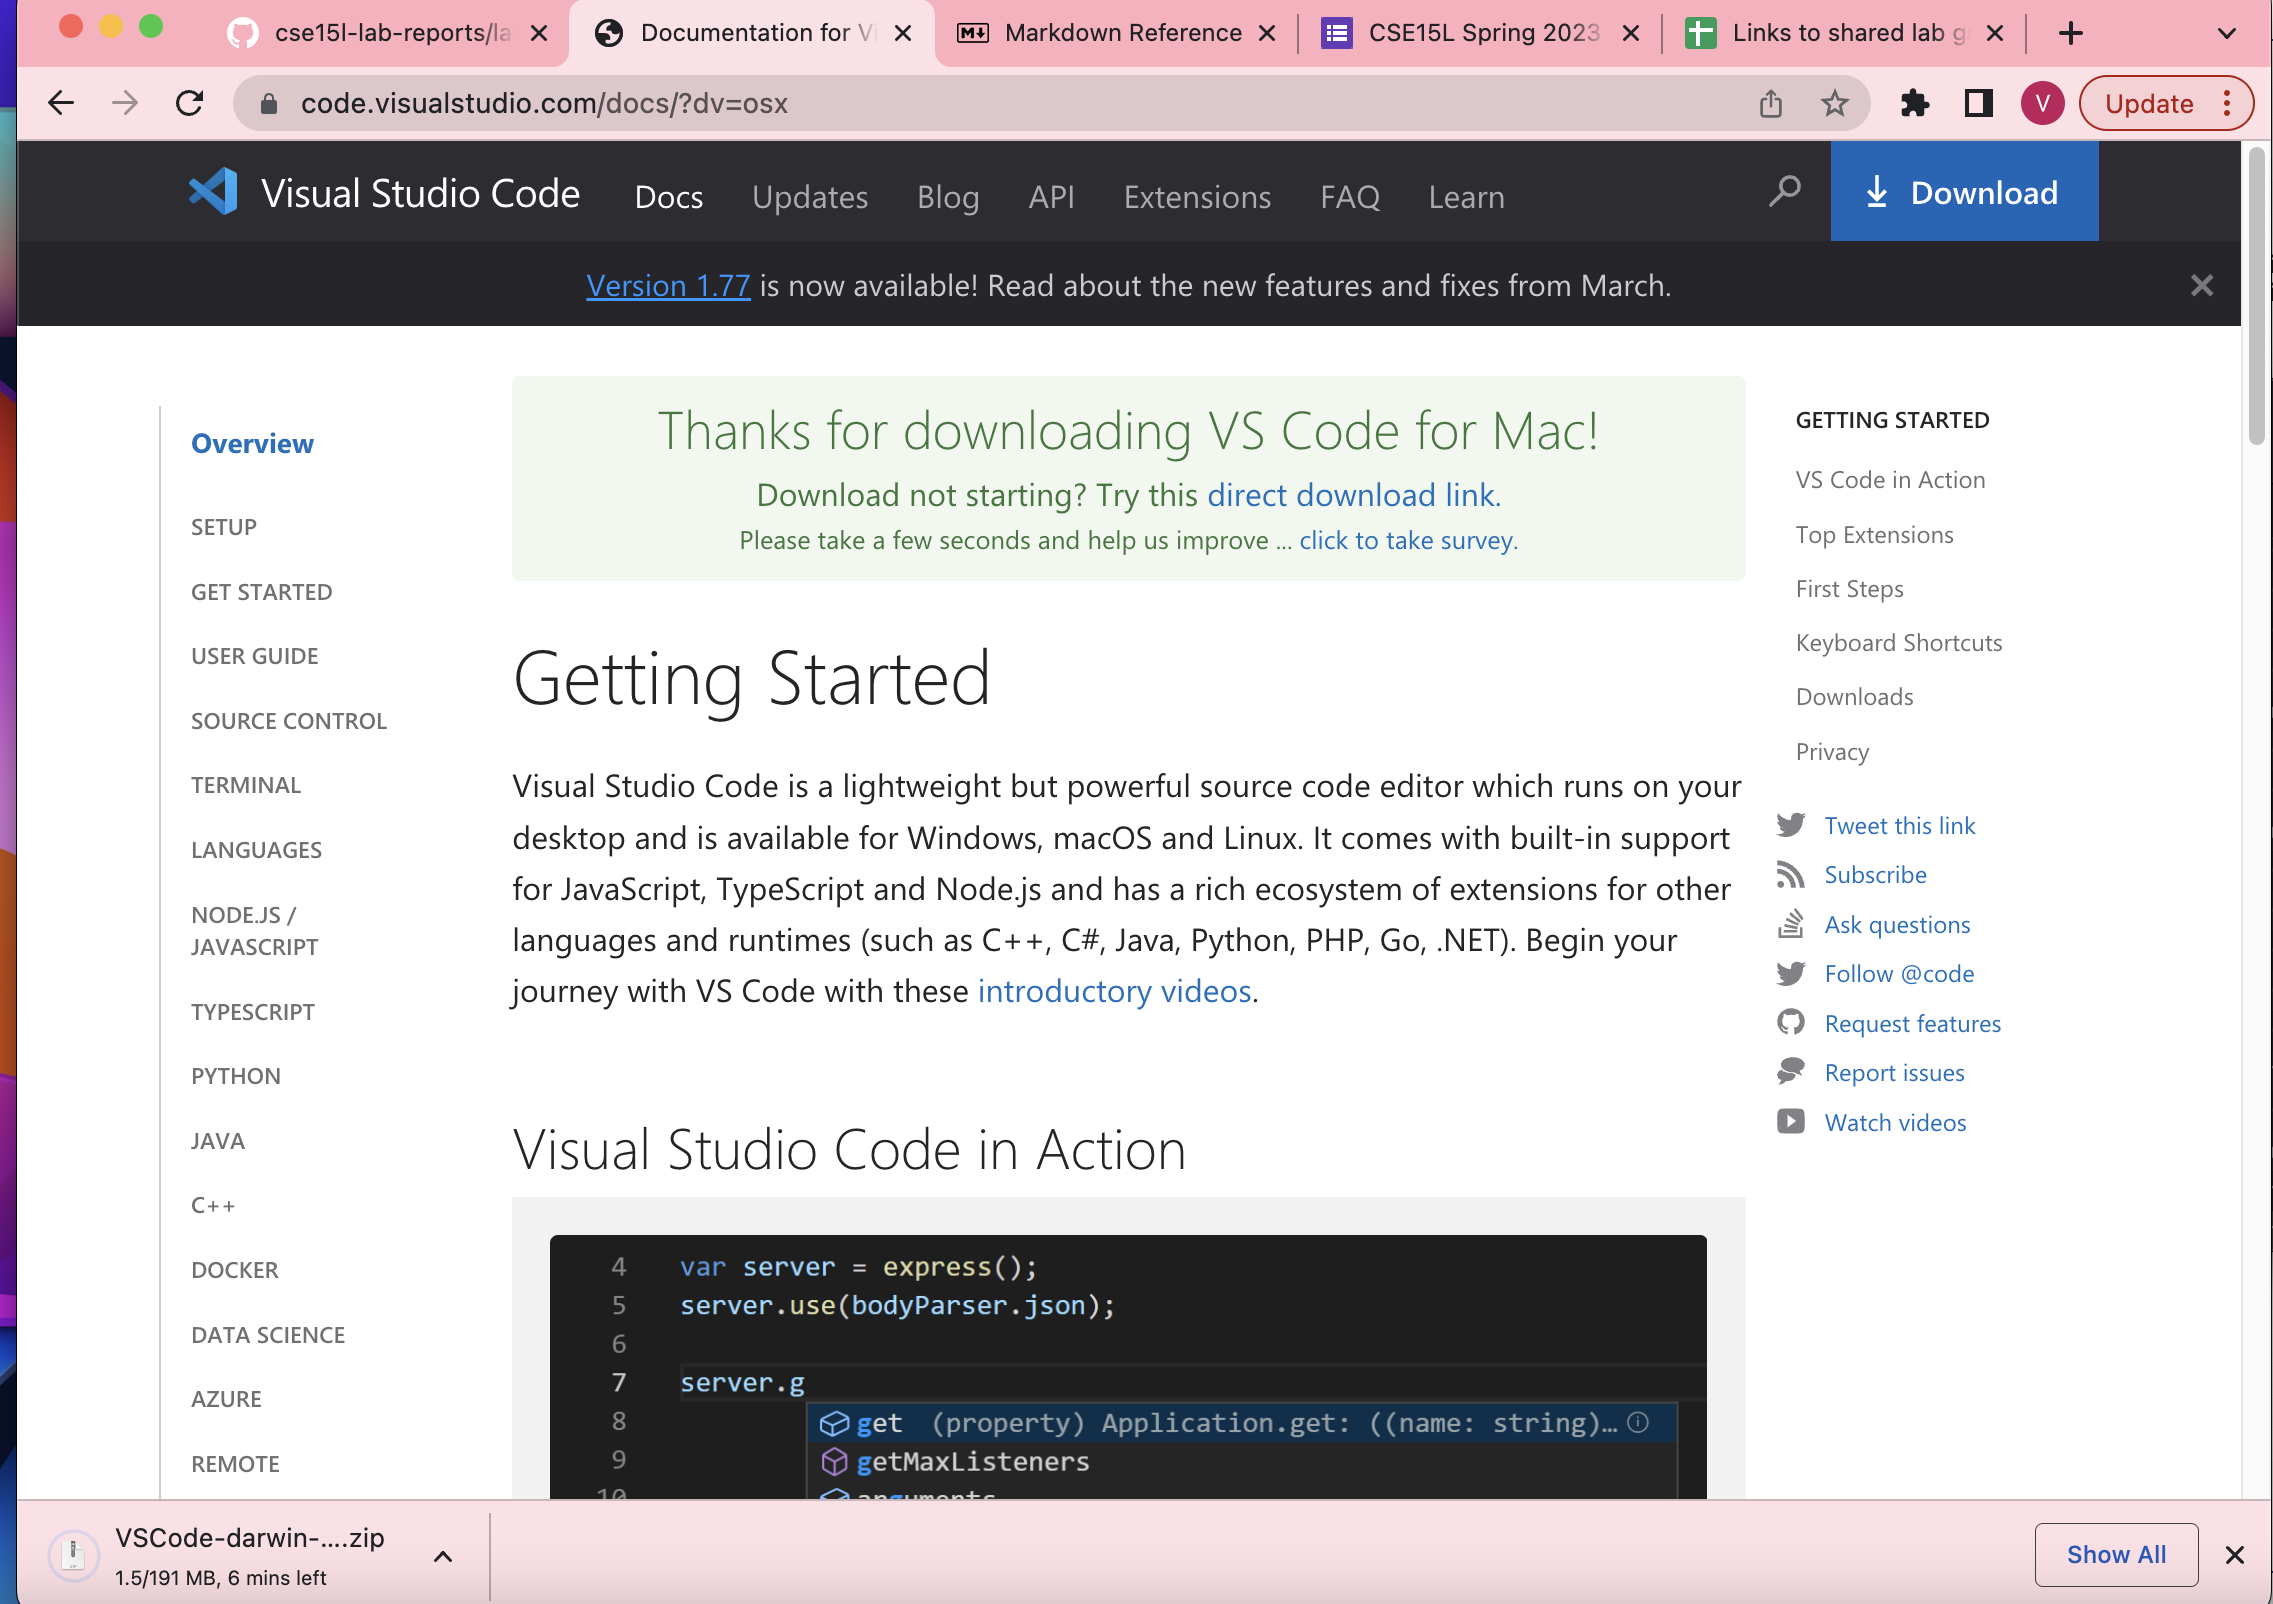 cse15l-lab-reports/la
Documentation for Vi
Markdown Reference
CSE15L Spring 2023
Links to shared lab g
code.visualstudio.com/docs/?dv=osx
V
Update
Visual Studio Code
Docs
Updates
Blog
API
Extensions
FAQ
Learn
Download
Version 1.77 is now available! Read about the new features and fixes from March.
Overview
SETUP
GET STARTED
USER GUIDE
SOURCE CONTROL
TERMINAL
LANGUAGES
NODE.JS /
JAVASCRIPT
TYPESCRIPT
PYTHON
JAVA
C++
DOCKER
DATA SCIENCE
AZURE
REMOTE
Thanks for downloading VS Code for Mac!
Download not starting? Try this direct download link.
Please take a few seconds and help us improve ... click to take survey.
Getting Started
Visual Studio Code is a lightweight but powerful source code editor which runs on your
desktop and is available for Windows, macOS and Linux. It comes with built-in support
for JavaScript, TypeScript and Node.js and has a rich ecosystem of extensions for other
languages and runtimes (such as C++, C#, Java, Python, PHP, Go, .NET). Begin your
journey with VS Code with these introductory videos.
Visual Studio Code in Action
4 var server = express();
5 server.use(bodyParser.json);
6
7 server.g
8 get (property) Application.get: ((name: string)…
9 getMaxListeners
10 arguments
GETTING STARTED
VS Code in Action
Top Extensions
First Steps
Keyboard Shortcuts
Downloads
Privacy
Tweet this link
Subscribe
Ask questions
Follow @code
Request features
Report issues
Watch videos
VSCode-darwin-....zip
1.5/191 MB, 6 mins left
Show All